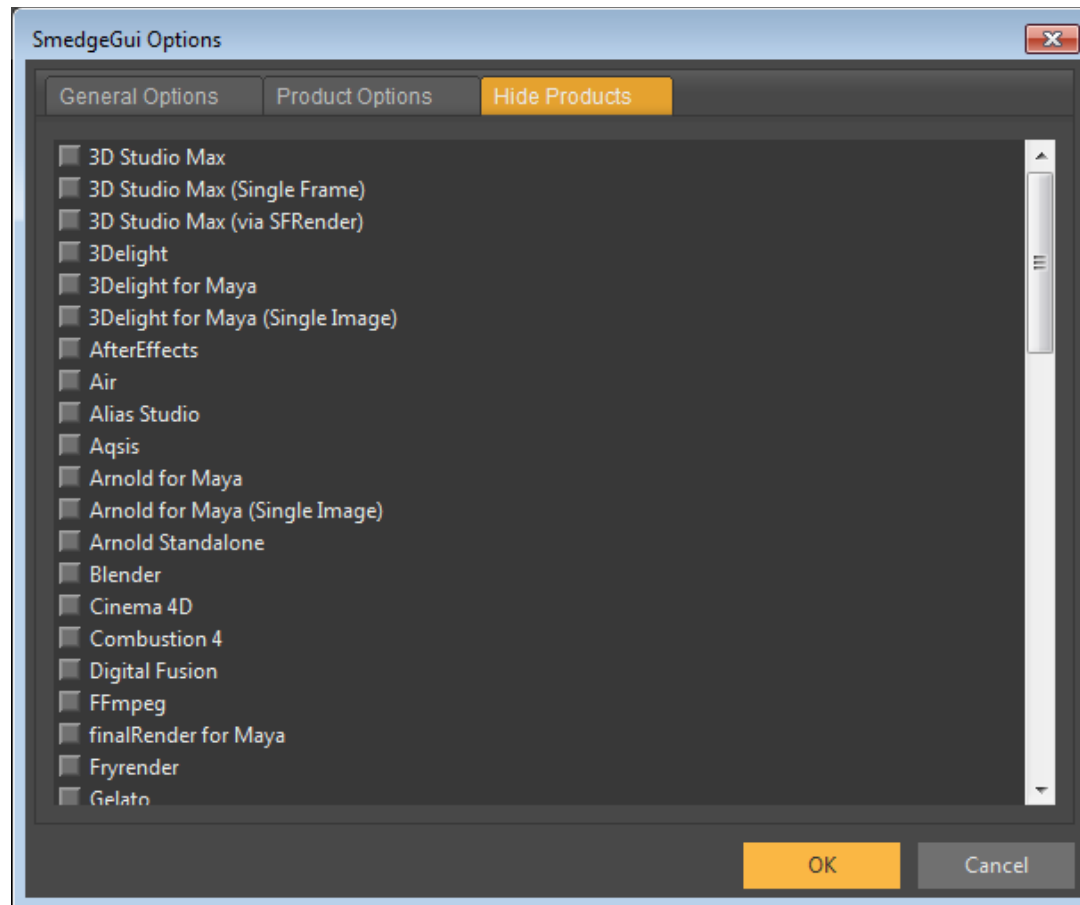 SmedgeGui Options
General Options Product Options Hide Products
3D Studio Max
3D Studio Max (Single Frame)
3D Studio Max (via SFRender)
3Delight
3Delight for Maya
3Delight for Maya (Single Image)
AfterEffects
Air
Alias Studio
Aqsis
Arnold for Maya
Arnold for Maya (Single Image)
Arnold Standalone
Blender
Cinema 4D
Combustion 4
Digital Fusion
FFmpeg
finalRender for Maya
Fryrender
Gelato
OK Cancel